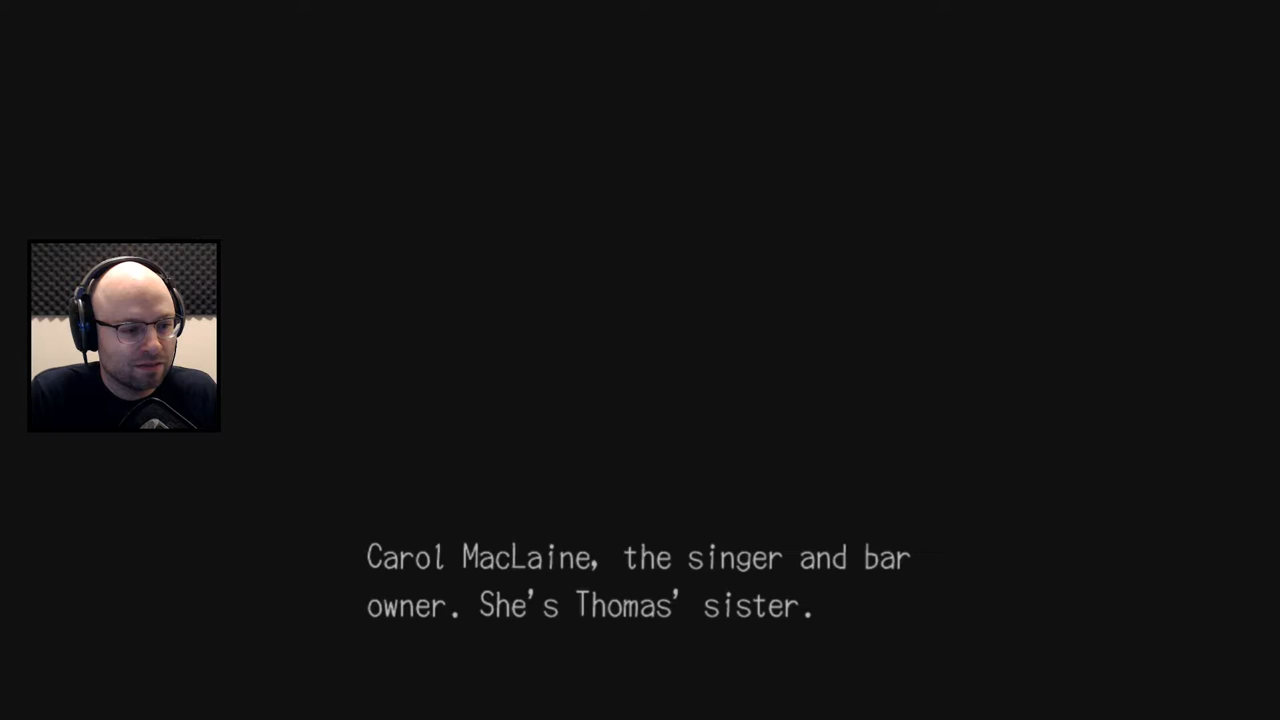 Carol MacLaine, the singer and bar
owner. She's Thomas' sister.